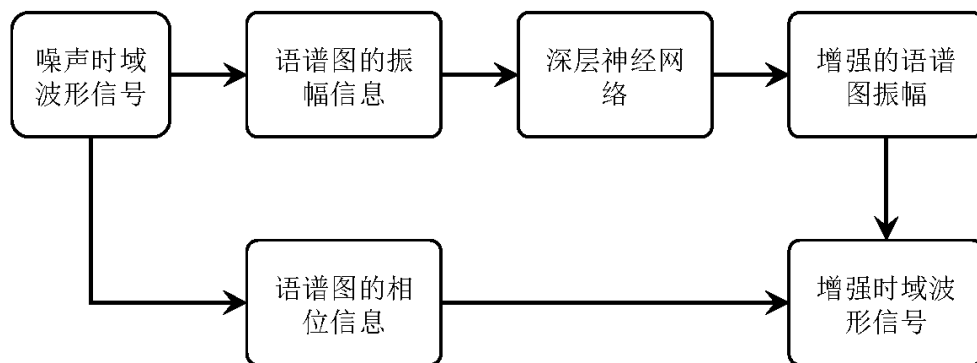 噪声时域
波形信号
语谱图的振
幅信息
深层神经网
络
增强的语谱
图振幅
语谱图的相
位信息
增强时域波
形信号